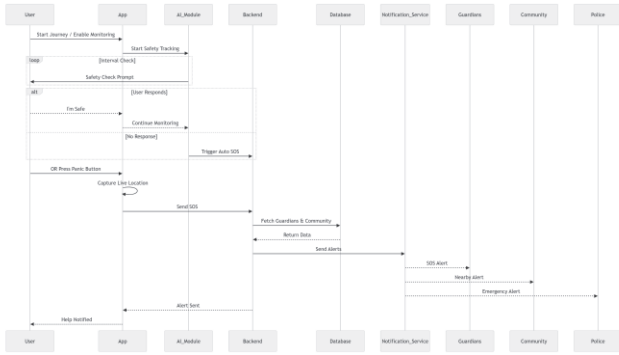 User App AI_Module Backend Database Notification_Service Guardians Community Police
Start Journey / Enable Monitoring
Start Safety Tracking
loop [Interval Check]
Safety Check Prompt
alt [User Responds]
I'm Safe
Continue Monitoring
[No Response]
Trigger Auto SOS
OR Press Panic Button
Capture Live Location
Send SOS
Fetch Guardians & Community
Return Data
Send Alerts
SOS Alert
Nearby Alert
Emergency Alert
Alert Sent
Help Notified
User App AI_Module Backend Database Notification_Service Guardians Community Police